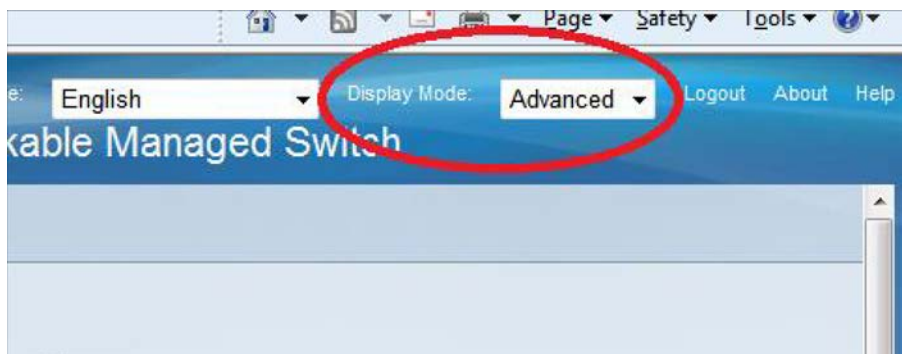 Page Safety Tools
e: English Display Mode: Advanced Logout About Help
kable Managed Switch